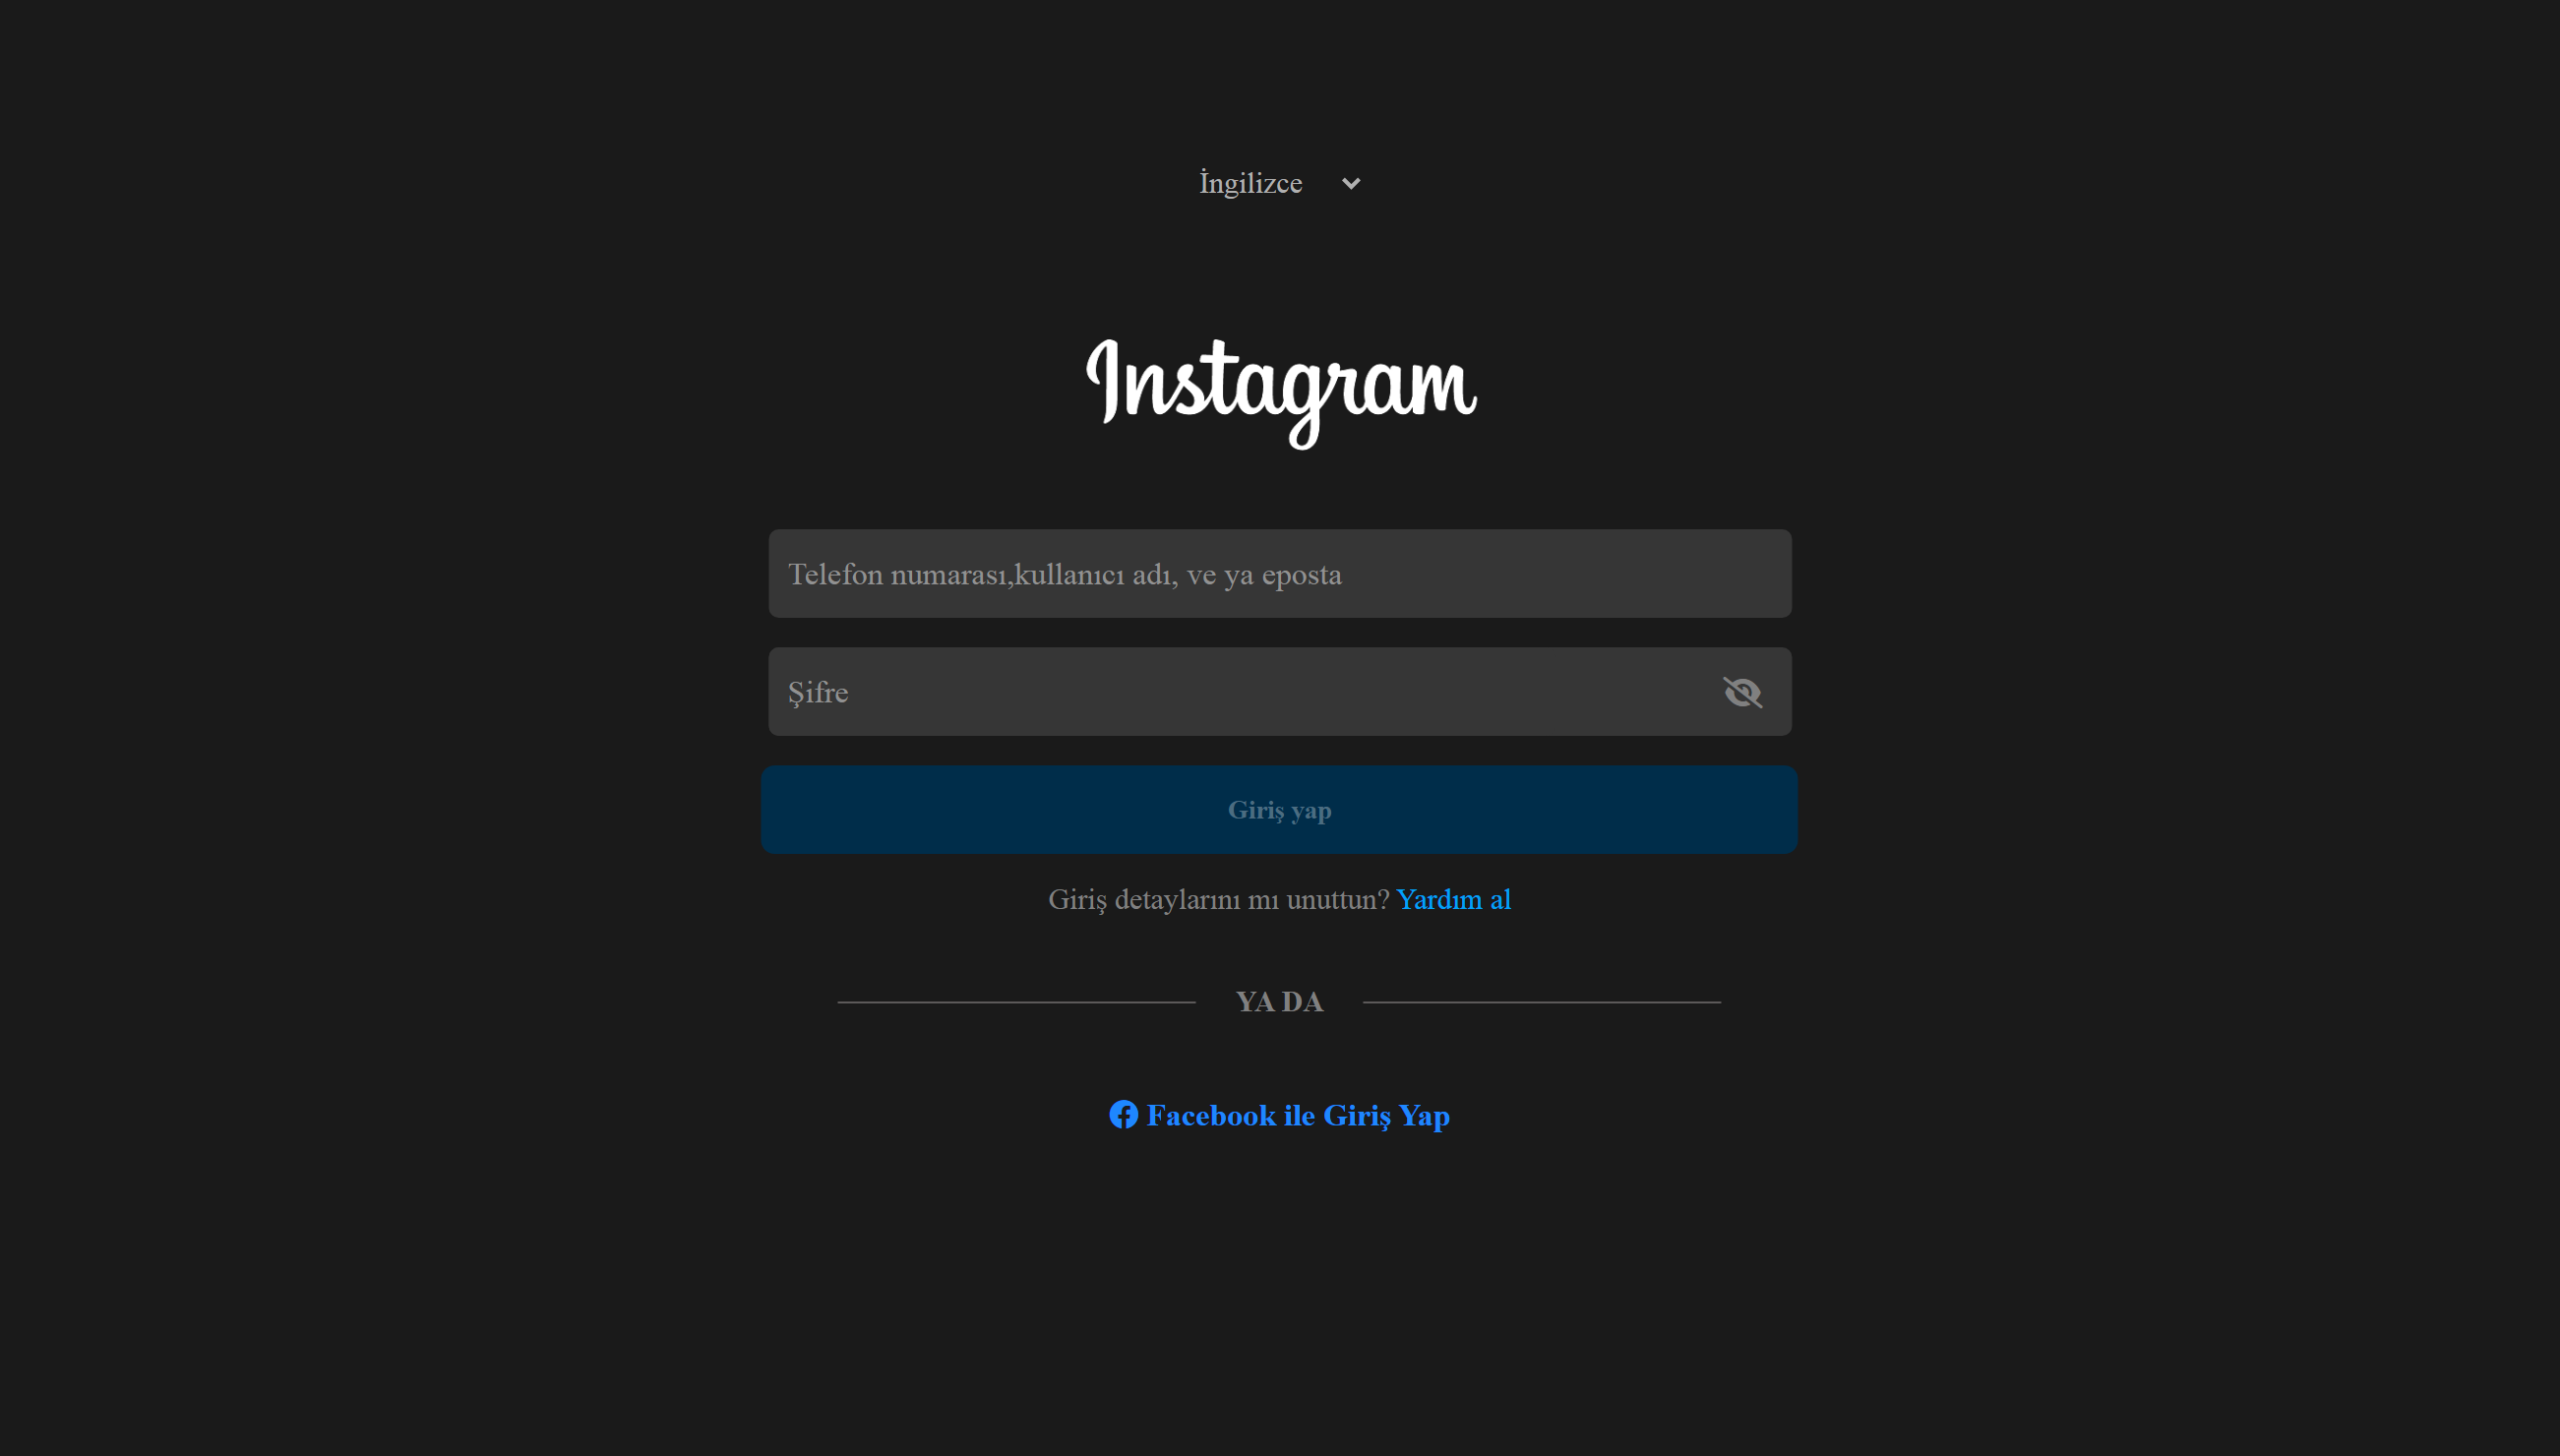 İngilizce
Instagram
Telefon numarası,kullanıcı adı, ve ya eposta
Şifre
Giriş yap
Giriş detaylarını mı unuttun? Yardım al
YA DA
Facebook ile Giriş Yap